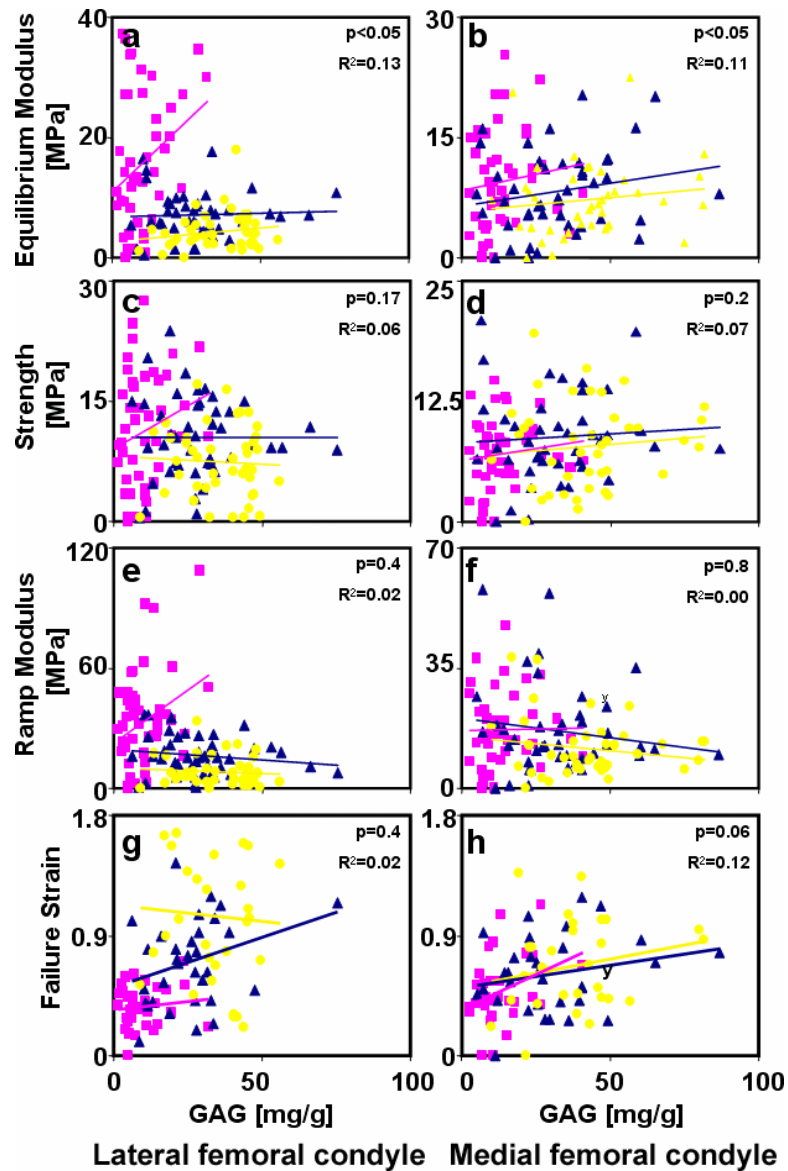 40 a p<0.05 30 b p<0.05
R²=0.13 R²=0.11
Equilibrium Modulus
[MPa]
20 15
0 0
30 c p=0.17 25 d p=0.2
R²=0.06 R²=0.07
Strength
[MPa]
15 12.5
0 0
120 e p=0.4 70 f p=0.8
R²=0.02 R²=0.00
Ramp Modulus
[MPa]
60 35
y
0 0
1.8 g p=0.4 1.8 h p=0.06
R²=0.02 R²=0.12
Failure Strain
0.9 0.9
y
0 0
0 50 100 0 50 100
GAG [mg/g] GAG [mg/g]
Lateral femoral condyle Medial femoral condyle